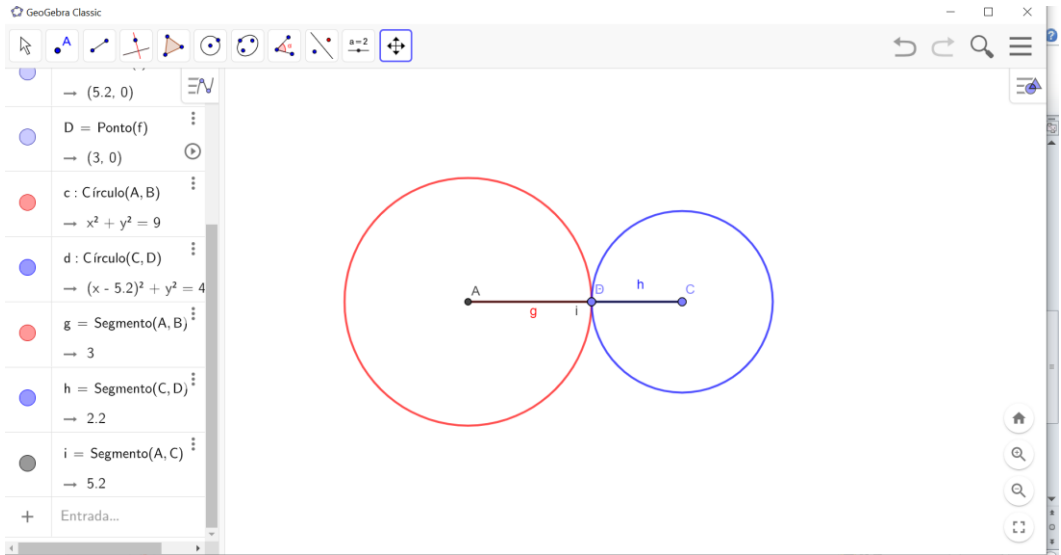 GeoGebra Classic
A
a=2
→ (5.2, 0)
D = Ponto(f)
→ (3, 0)
c : Círculo(A, B)
→ x² + y² = 9
d : Círculo(C, D)
→ (x - 5.2)² + y² = 4
g = Segmento(A, B)
→ 3
h = Segmento(C, D)
→ 2.2
i = Segmento(A, C)
→ 5.2
Entrada...
A
g
i
D
h
C